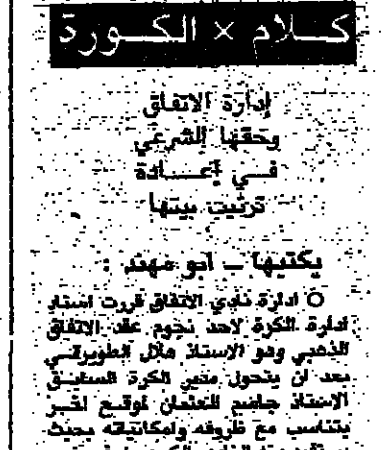 كلام × الكورة
إدارة الاتفاق
وحقها الشرعي
في إعادة
ترتيب بيتها
يكتبها - ابو مهند :
O ادارة نادي الاتفاق قررت اسناد
ادارة الكرة لاحد نجوم عقد الاتفاق
الذهبي وهو الاستاذ هلال الطويرقي
بعد ان يتحول مدير الكرة السابق
الاستاذ جاسم العثمان لموقع اخر
يتناسب مع ظروفه وامكانياته بحيث